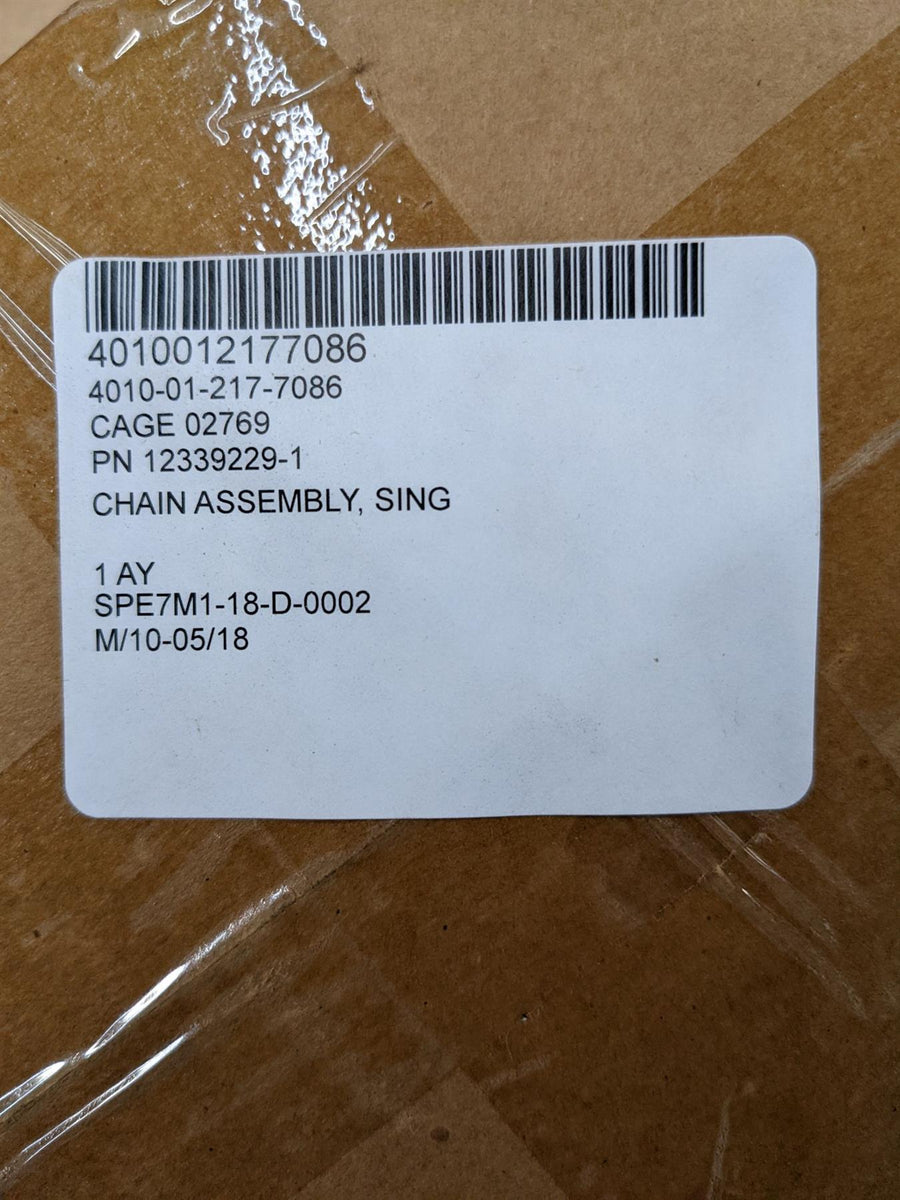 4010012177086
4010-01-217-7086
CAGE 02769
PN 12339229-1
CHAIN ASSEMBLY, SING
1 AY
SPE7M1-18-D-0002
M/10-05/18